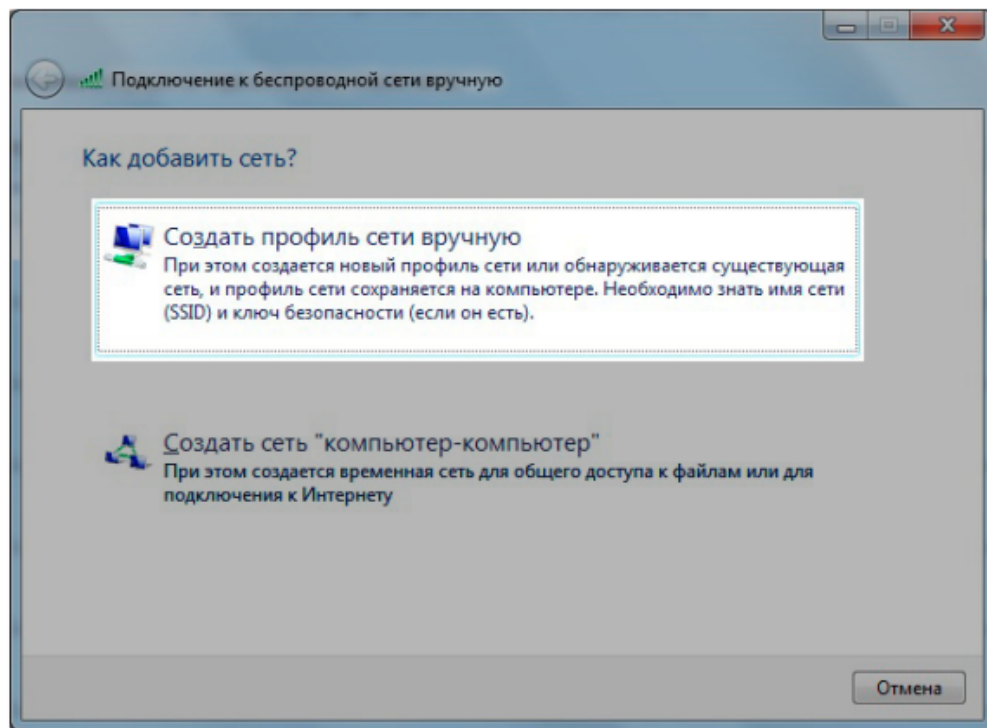 Подключение к беспроводной сети вручную
Как добавить сеть?
Создать профиль сети вручную
При этом создается новый профиль сети или обнаруживается существующая
сеть, и профиль сети сохраняется на компьютере. Необходимо знать имя сети
(SSID) и ключ безопасности (если он есть).
Создать сеть "компьютер-компьютер"
При этом создается временная сеть для общего доступа к файлам или для
подключения к Интернету
Отмена